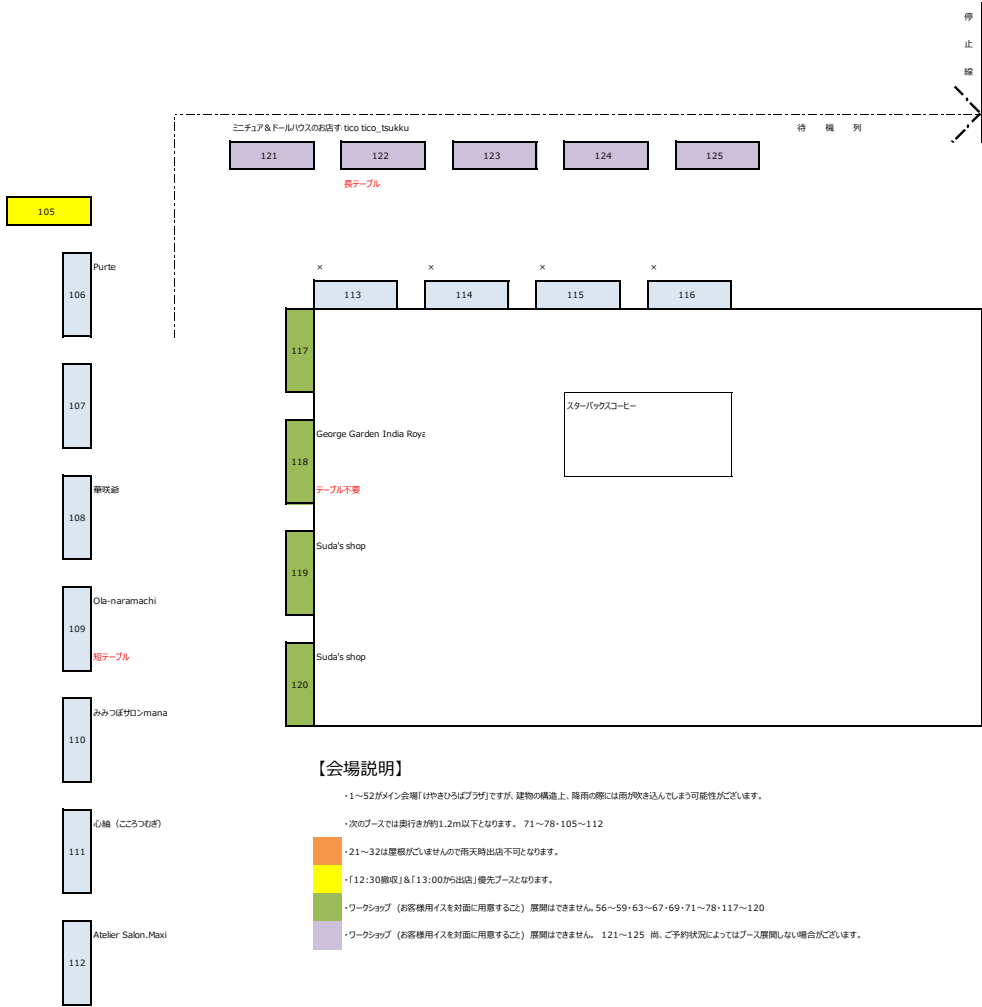 停
止
線
ミニチュア＆ドールハウスのお店す tico tico_tsukku
待 機 列
121
122
123
124
125
長テーブル
105
Purte
106
×
×
×
×
113
114
115
116
117
107
スターバックスコーヒー
George Garden India Roya
118
テーブル不要
華咲爺
108
Suda's shop
119
Ola-naramachi
109
短テーブル
Suda's shop
120
みみつぼサロンmana
110
【会場説明】
・1～52がメイン会場「けやきひろばプラザ」ですが、建物の構造上、降雨の際には雨が吹き込んでしまう可能性がございます。
・次のブースでは奥行きが約1.2m以下となります。 71～78・105～112
心紬（こころつむぎ）
111
・21～32は屋根がごいませんので雨天時出店不可となります。
・「12:30撤収」&「13:00から出店」優先ブースとなります。
・ワークショップ（お客様用イスを対面に用意すること）展開はできません。56～59・63～67・69・71～78・117～120
・ワークショップ（お客様用イスを対面に用意すること）展開はできません。 121～125 尚、ご予約状況によってはブース展開しない場合がございます。
Atelier Salon.Maxi
112